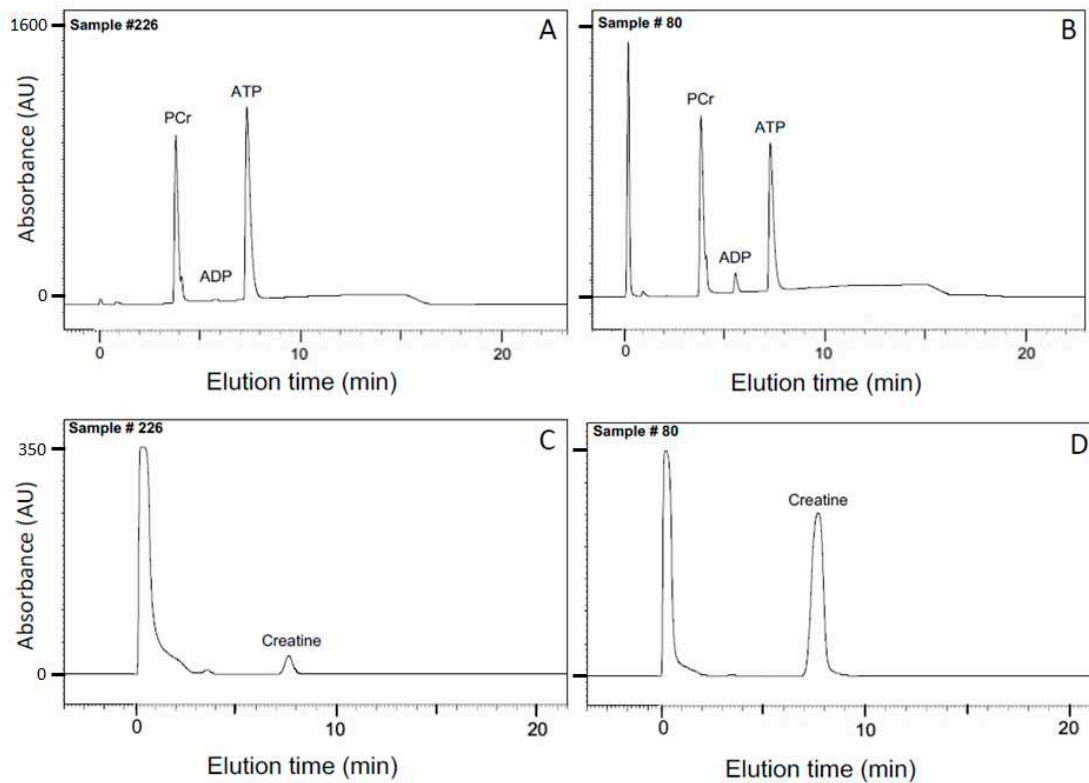 Sample #226
A
1600
0
Absorbance (AU)
PCr
ADP
ATP
0
10
20
Elution time (min)
Sample # 80
B
PCr
ADP
ATP
0
10
20
Elution time (min)
Sample # 226
C
350
0
Absorbance (AU)
Creatine
0
10
20
Elution time (min)
Sample # 80
D
Creatine
0
10
20
Elution time (min)